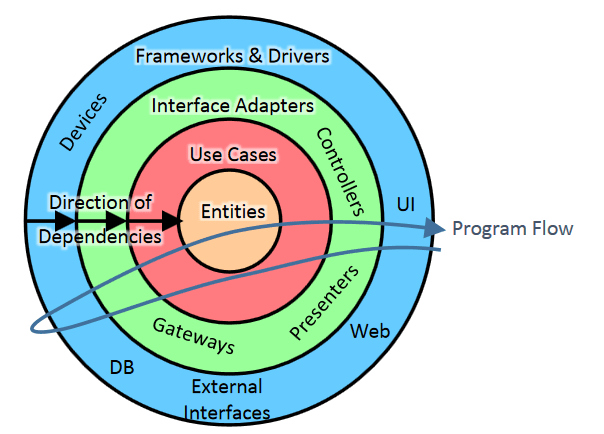 Frameworks & Drivers
Devices
Interface Adapters
Controllers
Use Cases
Direction of
Dependencies
Entities
UI
Program Flow
Presenters
Gateways
Web
DB
External
Interfaces